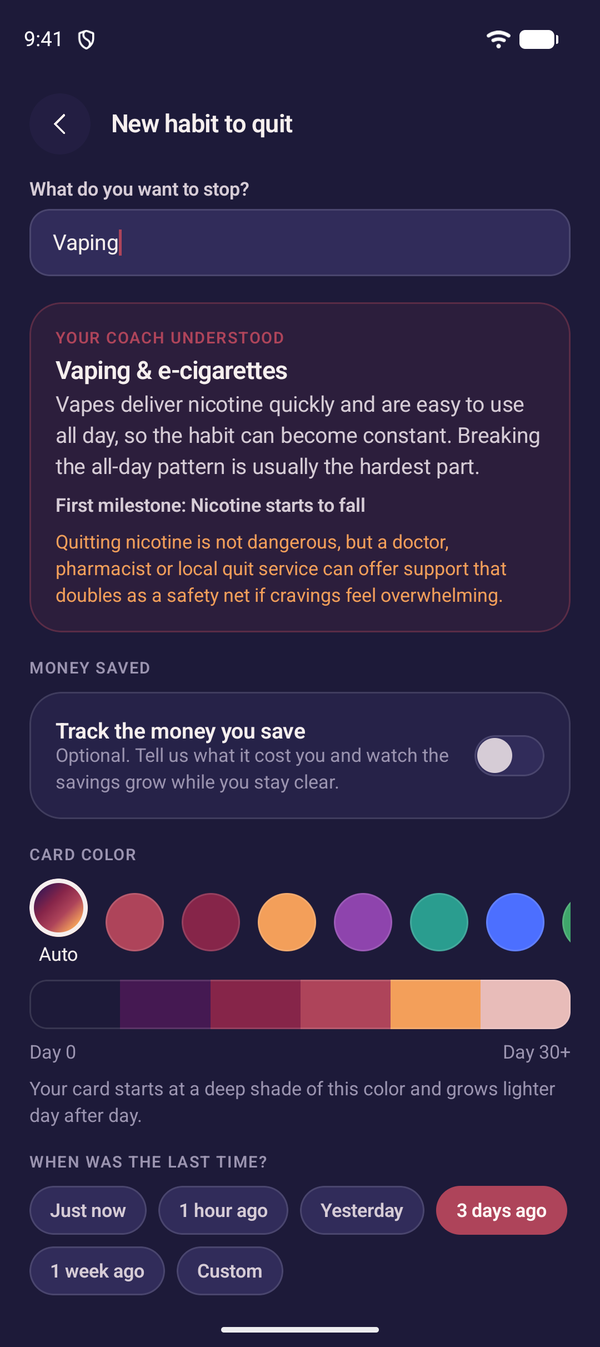 9:41
New habit to quit
What do you want to stop?
Vaping
YOUR COACH UNDERSTOOD
Vaping & e-cigarettes
Vapes deliver nicotine quickly and are easy to use
all day, so the habit can become constant. Breaking
the all-day pattern is usually the hardest part.
First milestone: Nicotine starts to fall
Quitting nicotine is not dangerous, but a doctor,
pharmacist or local quit service can offer support that
doubles as a safety net if cravings feel overwhelming.
MONEY SAVED
Track the money you save
Optional. Tell us what it cost you and watch the
savings grow while you stay clear.
CARD COLOR
Auto
Day 0 Day 30+
Your card starts at a deep shade of this color and grows lighter
day after day.
WHEN WAS THE LAST TIME?
Just now 1 hour ago Yesterday 3 days ago
1 week ago Custom